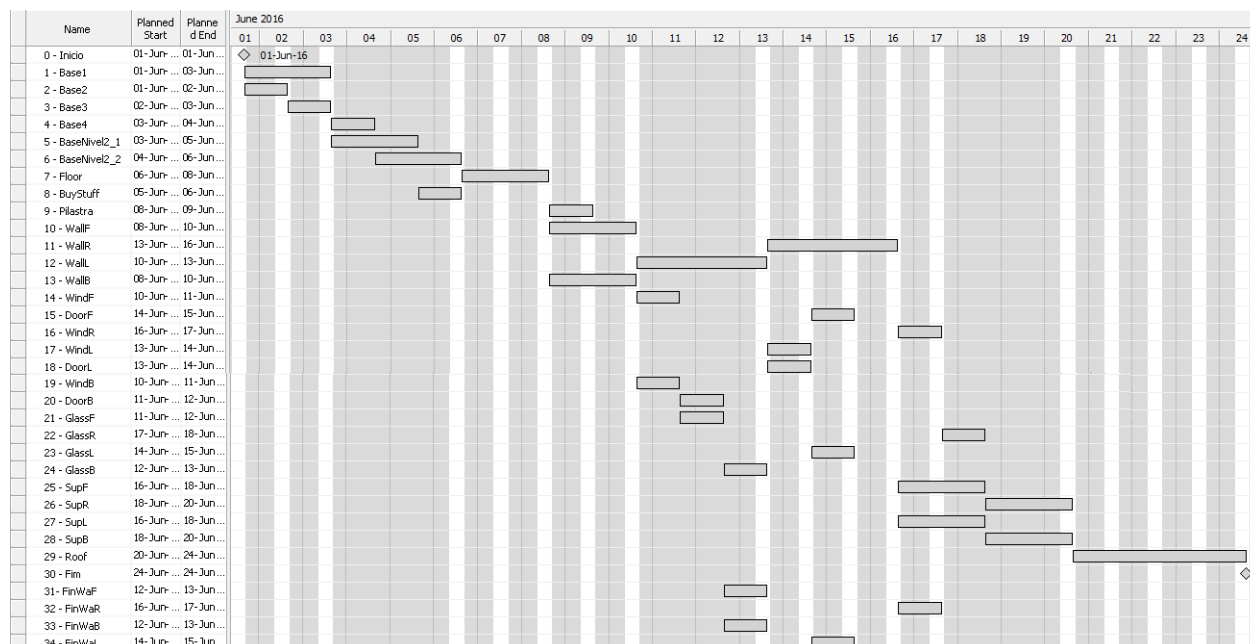 June 2016
Name Planned Start Planne d End 01 02 03 04 05 06 07 08 09 10 11 12 13 14 15 16 17 18 19 20 21 22 23 24
0 - Inicio 01-Jun- ... 01-Jun ... 01-Jun-16
1 - Base1 01-Jun- ... 03-Jun ...
2 - Base2 01-Jun- ... 02-Jun ...
3 - Base3 02-Jun- ... 03-Jun ...
4 - Base4 03-Jun- ... 04-Jun ...
5 - BaseNivel2_1 03-Jun- ... 05-Jun ...
6 - BaseNivel2_2 04-Jun- ... 06-Jun ...
7 - Floor 06-Jun- ... 08-Jun ...
8 - BuyStuff 05-Jun- ... 06-Jun ...
9 - Pilastra 08-Jun- ... 09-Jun ...
10 - WallF 08-Jun- ... 10-Jun ...
11 - WallR 13-Jun- ... 16-Jun ...
12 - WallL 10-Jun- ... 13-Jun ...
13 - WallB 08-Jun- ... 10-Jun ...
14 - WindF 10-Jun- ... 11-Jun ...
15 - DoorF 14-Jun- ... 15-Jun ...
16 - WindR 16-Jun- ... 17-Jun ...
17 - WindL 13-Jun- ... 14-Jun ...
18 - DoorL 13-Jun- ... 14-Jun ...
19 - WindB 10-Jun- ... 11-Jun ...
20 - DoorB 11-Jun- ... 12-Jun ...
21 - GlassF 11-Jun- ... 12-Jun ...
22 - GlassR 17-Jun- ... 18-Jun ...
23 - GlassL 14-Jun- ... 15-Jun ...
24 - GlassB 12-Jun- ... 13-Jun ...
25 - SupF 16-Jun- ... 18-Jun ...
26 - SupR 18-Jun- ... 20-Jun ...
27 - SupL 16-Jun- ... 18-Jun ...
28 - SupB 18-Jun- ... 20-Jun ...
29 - Roof 20-Jun- ... 24-Jun ...
30 - Fim 24-Jun- ... 24-Jun ...
31- FinWaF 12-Jun- ... 13-Jun ...
32 - FinWaR 16-Jun- ... 17-Jun ...
33 - FinWaB 12-Jun- ... 13-Jun ...
34 - FinWaL 14-Jun- ... 15-Jun ...